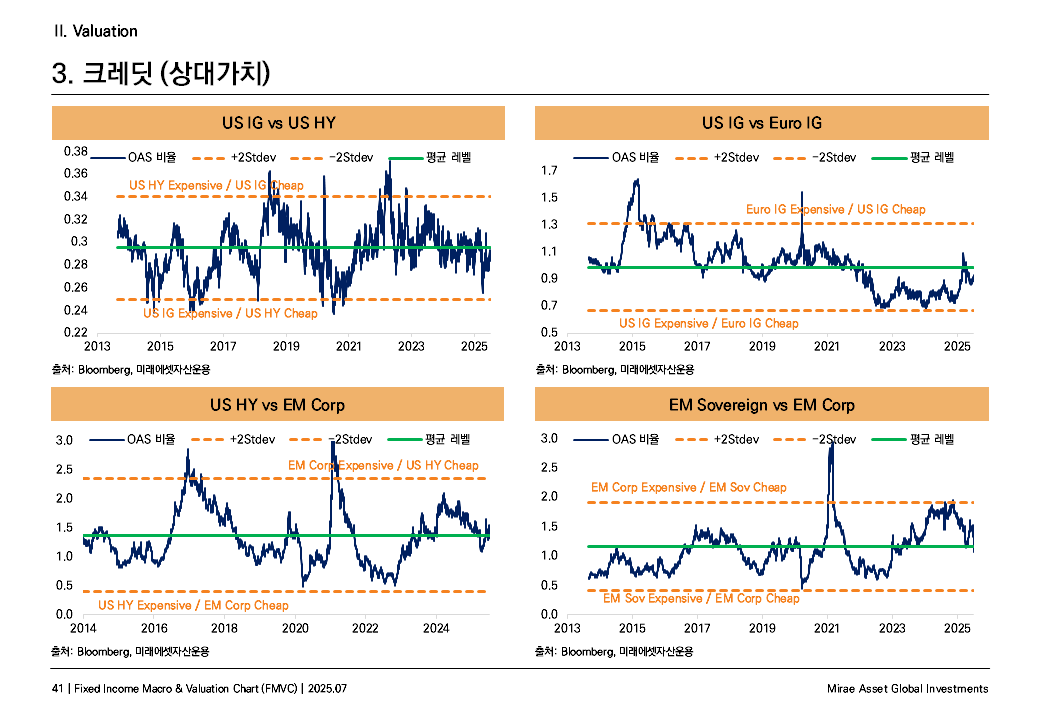 II. Valuation
3. 크레딧 (상대가치)
US IG vs US HY
OAS 비율 +2Stdev -2Stdev 평균 레벨
0.38
0.36
0.34
0.32
0.3
0.28
0.26
0.24
0.22
US HY Expensive / US IG Cheap
US IG Expensive / US HY Cheap
2013 2015 2017 2019 2021 2023 2025
출처: Bloomberg, 미래에셋자산운용
US IG vs Euro IG
OAS 비율 +2Stdev -2Stdev 평균 레벨
1.7
1.5
1.3
1.1
0.9
0.7
0.5
Euro IG Expensive / US IG Cheap
US IG Expensive / Euro IG Cheap
2013 2015 2017 2019 2021 2023 2025
출처: Bloomberg, 미래에셋자산운용
US HY vs EM Corp
OAS 비율 +2Stdev -2Stdev 평균 레벨
3.0
2.5
2.0
1.5
1.0
0.5
0.0
EM Corp Expensive / US HY Cheap
US HY Expensive / EM Corp Cheap
2014 2016 2018 2020 2022 2024
출처: Bloomberg, 미래에셋자산운용
EM Sovereign vs EM Corp
OAS 비율 +2Stdev -2Stdev 평균 레벨
3.0
2.5
2.0
1.5
1.0
0.5
0.0
EM Corp Expensive / EM Sov Cheap
EM Sov Expensive / EM Corp Cheap
2013 2015 2017 2019 2021 2023 2025
출처: Bloomberg, 미래에셋자산운용
41 | Fixed Income Macro & Valuation Chart (FMVC) | 2025.07
Mirae Asset Global Investments